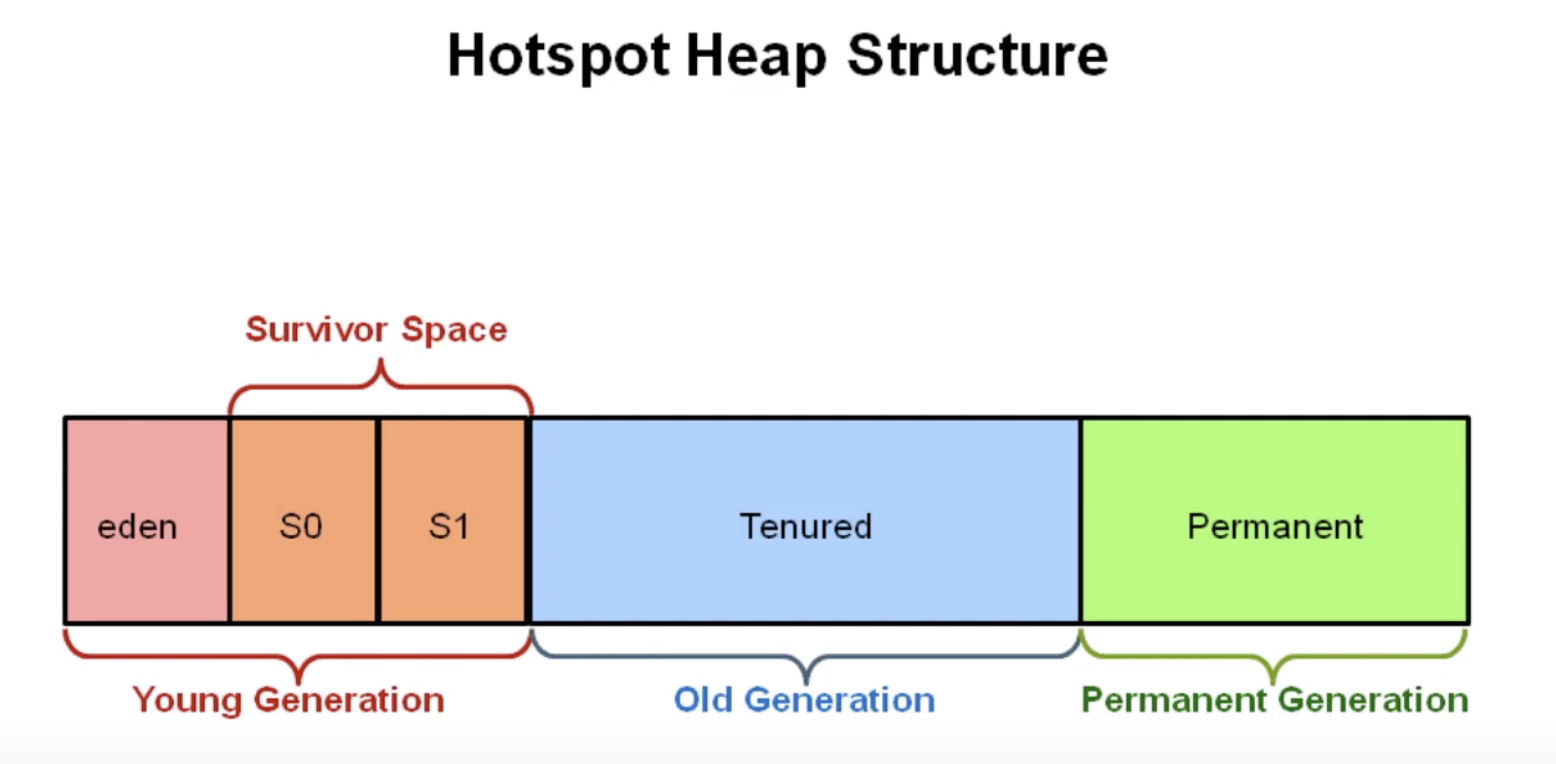 Hotspot Heap Structure
Survivor Space
eden
S0
S1
Tenured
Permanent
Young Generation
Old Generation
Permanent Generation